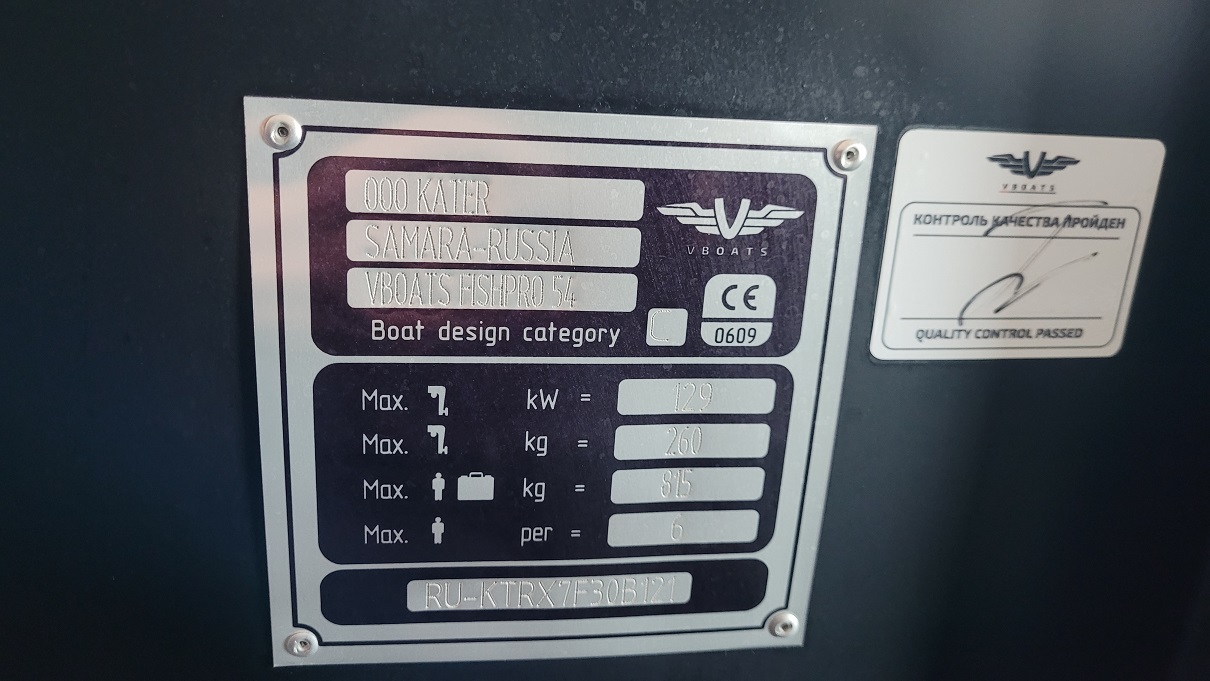 OOO KATER
SAMARA-RUSSIA
VBOATS FISHPRO 54
VBOATS
Boat design category C
CE
0609
Max. kW = 129
Max. kg = 260
Max. kg = 815
Max. per = 6
RU-KTRX7F30B121
VBOATS
КОНТРОЛЬ КАЧЕСТВА ПРОЙДЕН
QUALITY CONTROL PASSED